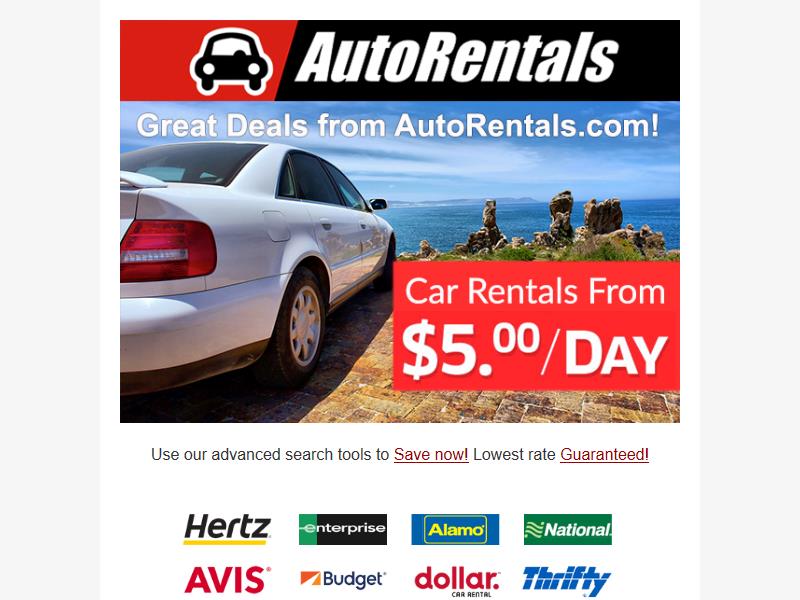 AutoRentals
Great Deals from AutoRentals.com!
Car Rentals From
$5.00/DAY
Use our advanced search tools to Save now! Lowest rate Guaranteed!
Hertz. enterprise Alamo National.
AVIS Budget dollar. Thrifty
CAR RENTAL